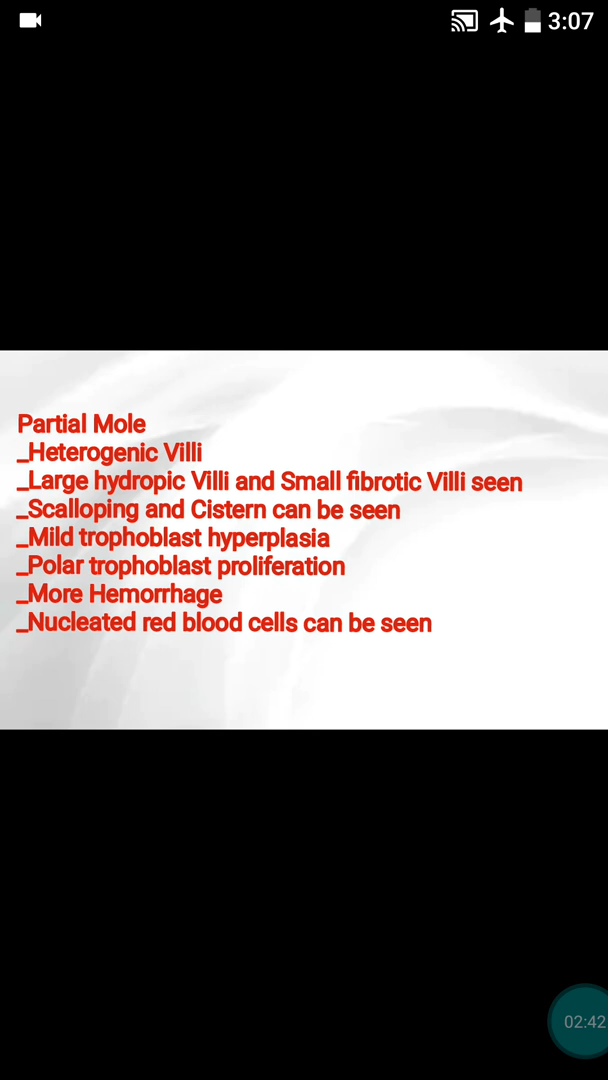 3:07
Partial Mole
_Heterogenic Villi
_Large hydropic Villi and Small fibrotic Villi seen
_Scalloping and Cistern can be seen
_Mild trophoblast hyperplasia
_Polar trophoblast proliferation
_More Hemorrhage
_Nucleated red blood cells can be seen
02:42